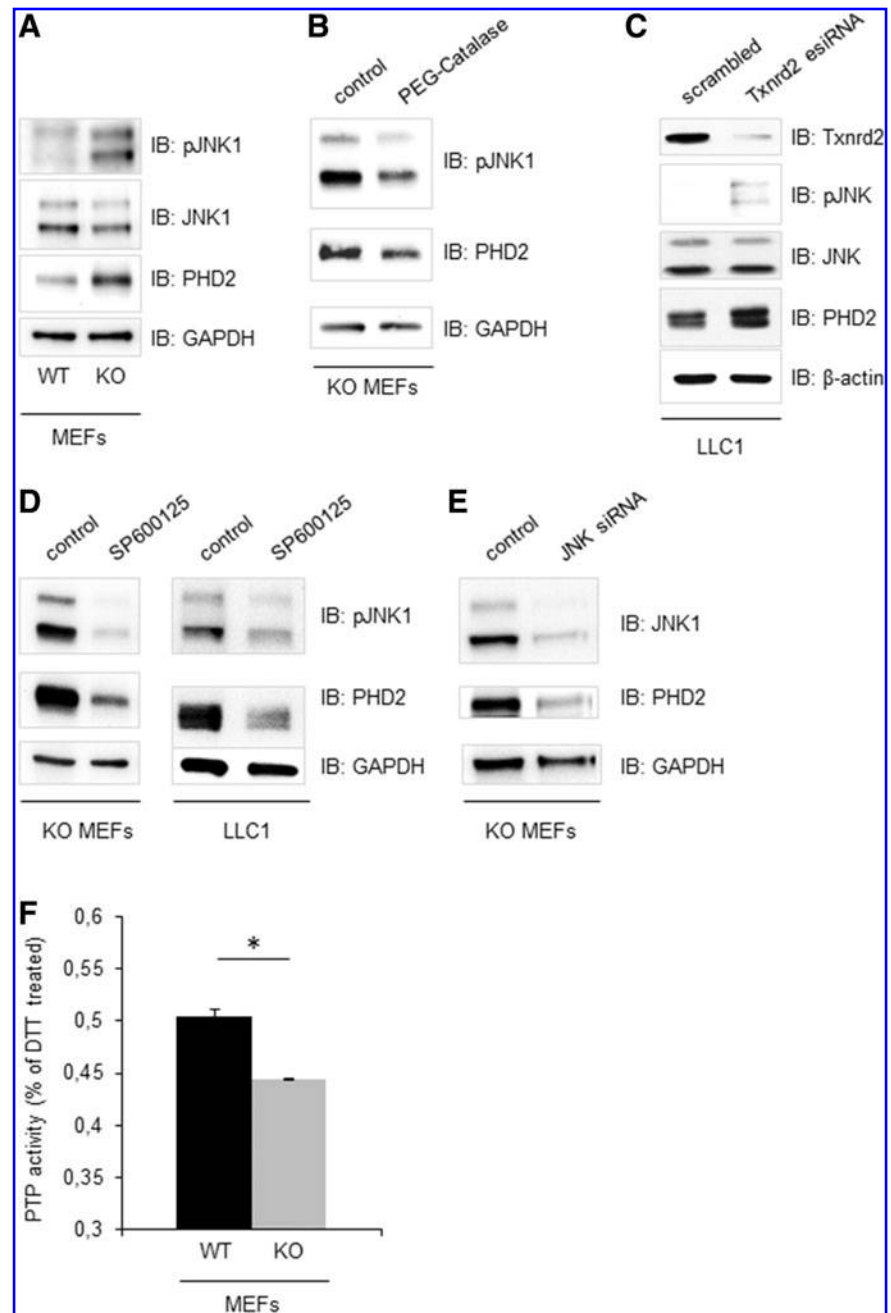 A
IB: pJNK1
IB: JNK1
IB: PHD2
IB: GAPDH
WT KO
MEFs
B
control PEG-Catalase
IB: pJNK1
IB: PHD2
IB: GAPDH
KO MEFs
C
scrambled Txnrd2 esiRNA
IB: Txnrd2
IB: pJNK
IB: JNK
IB: PHD2
IB: β-actin
LLC1
D
control SP600125 control SP600125
IB: pJNK1
IB: PHD2
IB: GAPDH
KO MEFs LLC1
E
control JNK siRNA
IB: JNK1
IB: PHD2
IB: GAPDH
KO MEFs
F
PTP activity (% of DTT treated)
0,6
0,55
0,5
0,45
0,4
0,35
0,3
*
WT KO
MEFs